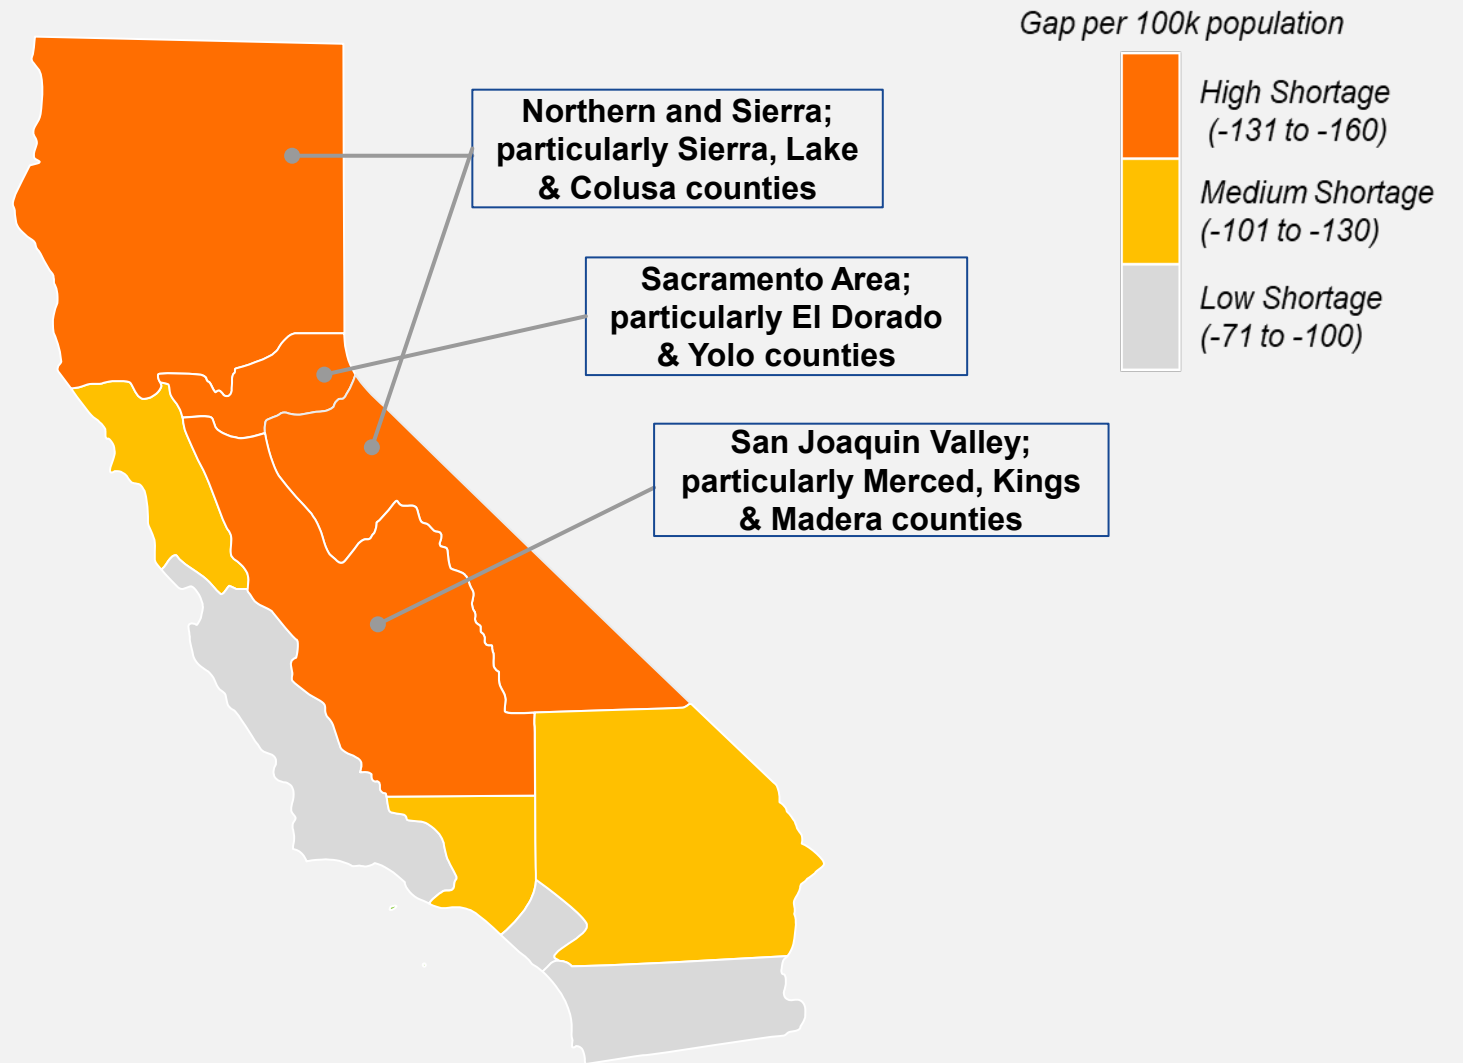 Gap per 100k population
High Shortage
(-131 to -160)
Medium Shortage
(-101 to -130)
Low Shortage
(-71 to -100)
Northern and Sierra;
particularly Sierra, Lake
& Colusa counties
Sacramento Area;
particularly El Dorado
& Yolo counties
San Joaquin Valley;
particularly Merced, Kings
& Madera counties